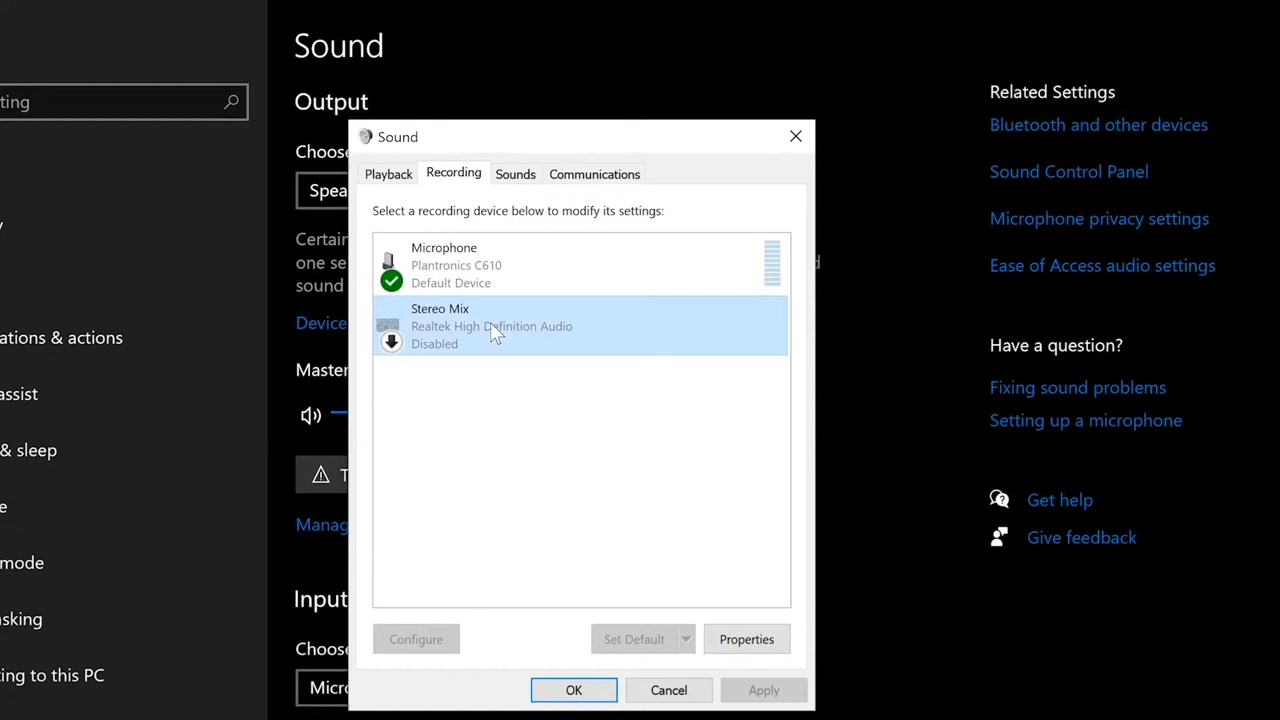 Sound
ting
Output
Related Settings
Bluetooth and other devices
Sound Control Panel
Microphone privacy settings
Ease of Access audio settings
Have a question?
Fixing sound problems
Setting up a microphone
Get help
Give feedback
y
ations & actions
assist
& sleep
e
mode
asking
ting to this PC
Choose
Spea
Certain
one se
sound
Device
Master
T
Manag
Input
Choose
Micro
Sound
Playback Recording Sounds Communications
Select a recording device below to modify its settings:
Microphone
Plantronics C610
Default Device
Stereo Mix
Realtek High Definition Audio
Disabled
Configure Set Default Properties
OK Cancel Apply